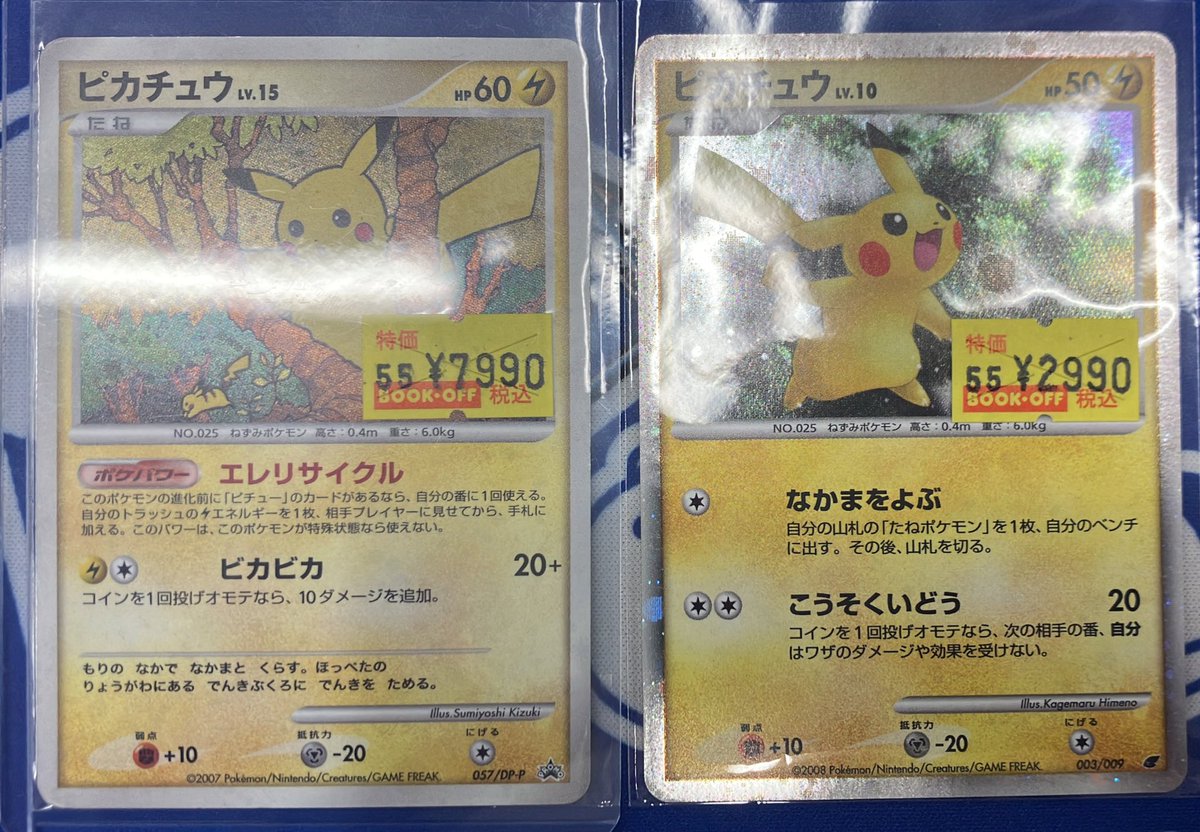 ピカチュウ LV.15 HP 60
たね
特価
55 ¥7990
BOOK・OFF 税込
NO.025 ねずみポケモン 高さ:0.4m 重さ:6.0kg
ポケパワー エレリサイクル
このポケモンの進化前に「ピチュー」のカードがあるなら、自分の番に1回使える。
自分のトラッシュのエネルギーを1枚、相手プレイヤーに見せてから、手札に
加える。このパワーは、このポケモンが特殊状態なら使えない。
ビカビカ 20+
コインを1回投げオモテなら、10ダメージを追加。
もりの なかで なかまと くらす。ほっぺたの
りょうがわにある でんきぶくろに でんきを ためる。
Illus.Sumiyoshi Kizuki
弱点 抵抗力 にげる
+10 -20
057/DP-P
©2007 Pokémon/Nintendo/Creatures/GAME FREAK.
ピカチュウ LV.10 HP 50
たね
特価
55 ¥2990
BOOK・OFF 税込
NO.025 ねずみポケモン 高さ:0.4m 重さ:6.0kg
なかまをよぶ
自分の山札の「たねポケモン」を1枚、自分のベンチ
に出す。その後、山札を切る。
こうそくいどう 20
コインを1回投げオモテなら、次の相手の番、自分
はワザのダメージや効果を受けない。
Illus.Kagemaru Himeno
弱点 抵抗力 にげる
+10 -20
003/009
©2008 Pokémon/Nintendo/Creatures/GAME FREAK.